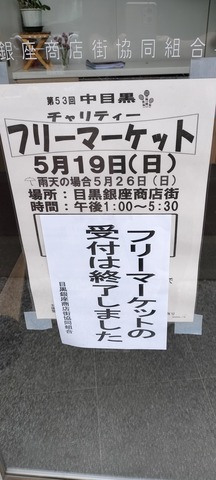 銀座商店街協同組合
第53回 中目黒
チャリティー
フリーマーケット
5月19日(日)
雨天の場合5月26日(日)
場所:目黒銀座商店街
時間:午後1:00~5:30
フリーマーケットの
受付は終了しました
目黒銀座商店街協同組合